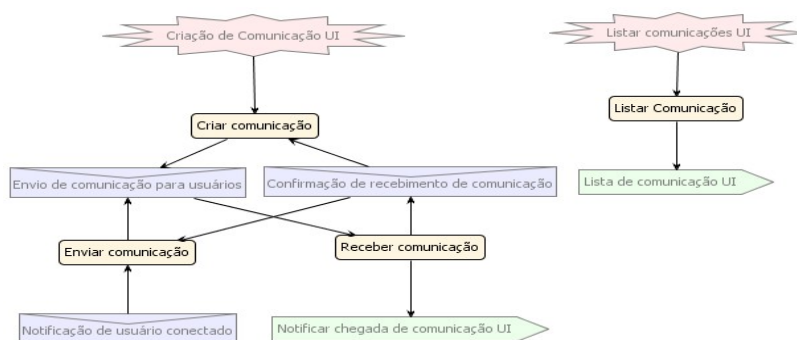 Criação de Comunicação UI
Listar comunicações UI
Criar comunicação
Listar Comunicação
Envio de comunicação para usuários
Confirmação de recebimento de comunicação
Lista de comunicação UI
Enviar comunicação
Receber comunicação
Notificação de usuário conectado
Notificar chegada de comunicação UI